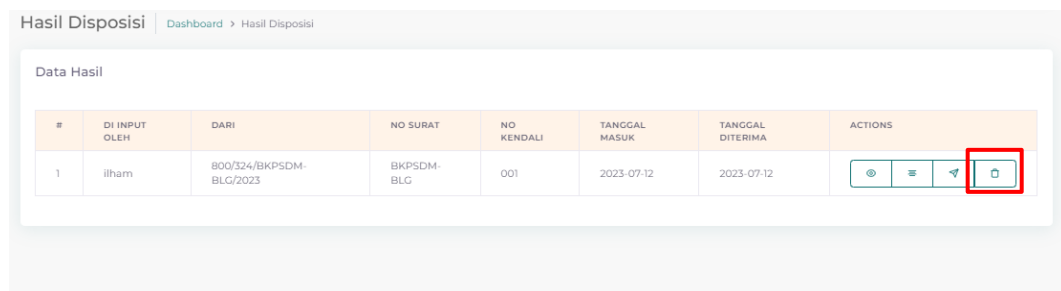 Hasil Disposisi Dashboard > Hasil Disposisi
Data Hasil
# DI INPUT OLEH DARI NO SURAT NO KENDALI TANGGAL MASUK TANGGAL DITERIMA ACTIONS
1 ilham 800/324/BKPSDM-BLG/2023 BKPSDM-BLG 001 2023-07-12 2023-07-12